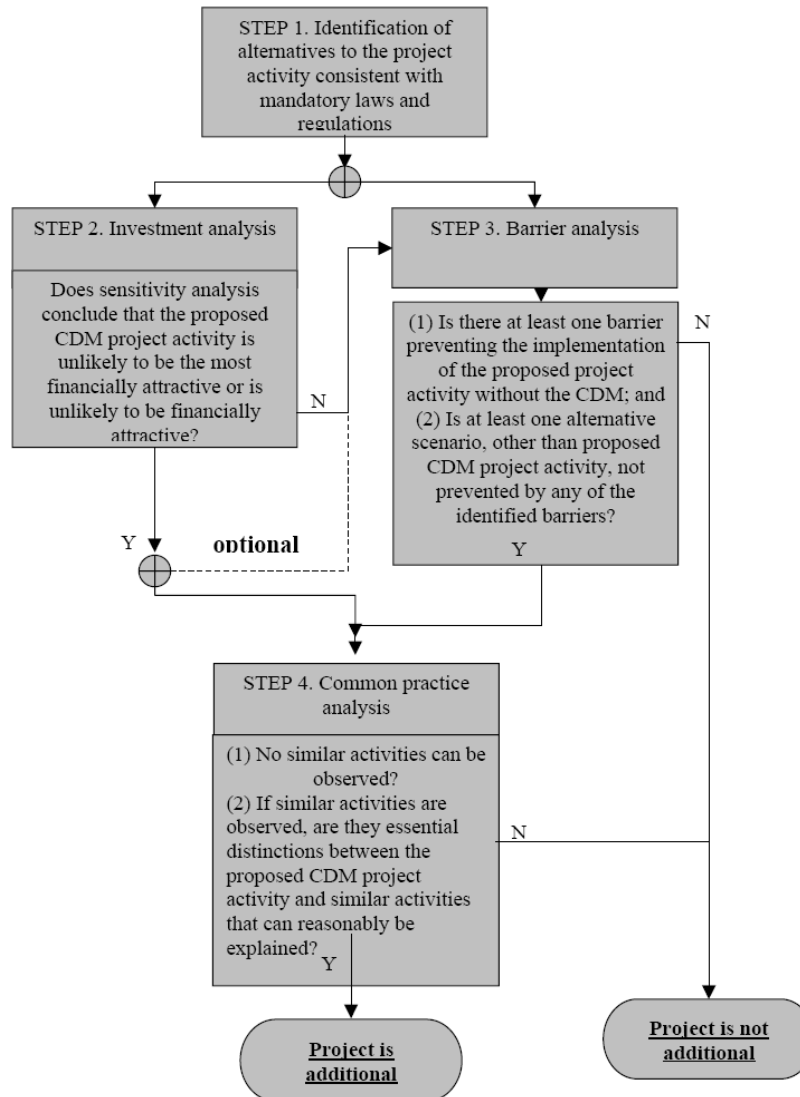 STEP 1. Identification of
alternatives to the project
activity consistent with
mandatory laws and
regulations
STEP 2. Investment analysis
Does sensitivity analysis
conclude that the proposed
CDM project activity is
unlikely to be the most
financially attractive or is
unlikely to be financially
attractive?
N
Y
optional
STEP 3. Barrier analysis
(1) Is there at least one barrier
preventing the implementation
of the proposed project
activity without the CDM; and
(2) Is at least one alternative
scenario, other than proposed
CDM project activity, not
prevented by any of the
identified barriers?
N
Y
STEP 4. Common practice
analysis
(1) No similar activities can be
observed?
(2) If similar activities are
observed, are they essential
distinctions between the
proposed CDM project
activity and similar activities
that can reasonably be
explained?
N
Y
Project is
additional
Project is not
additional